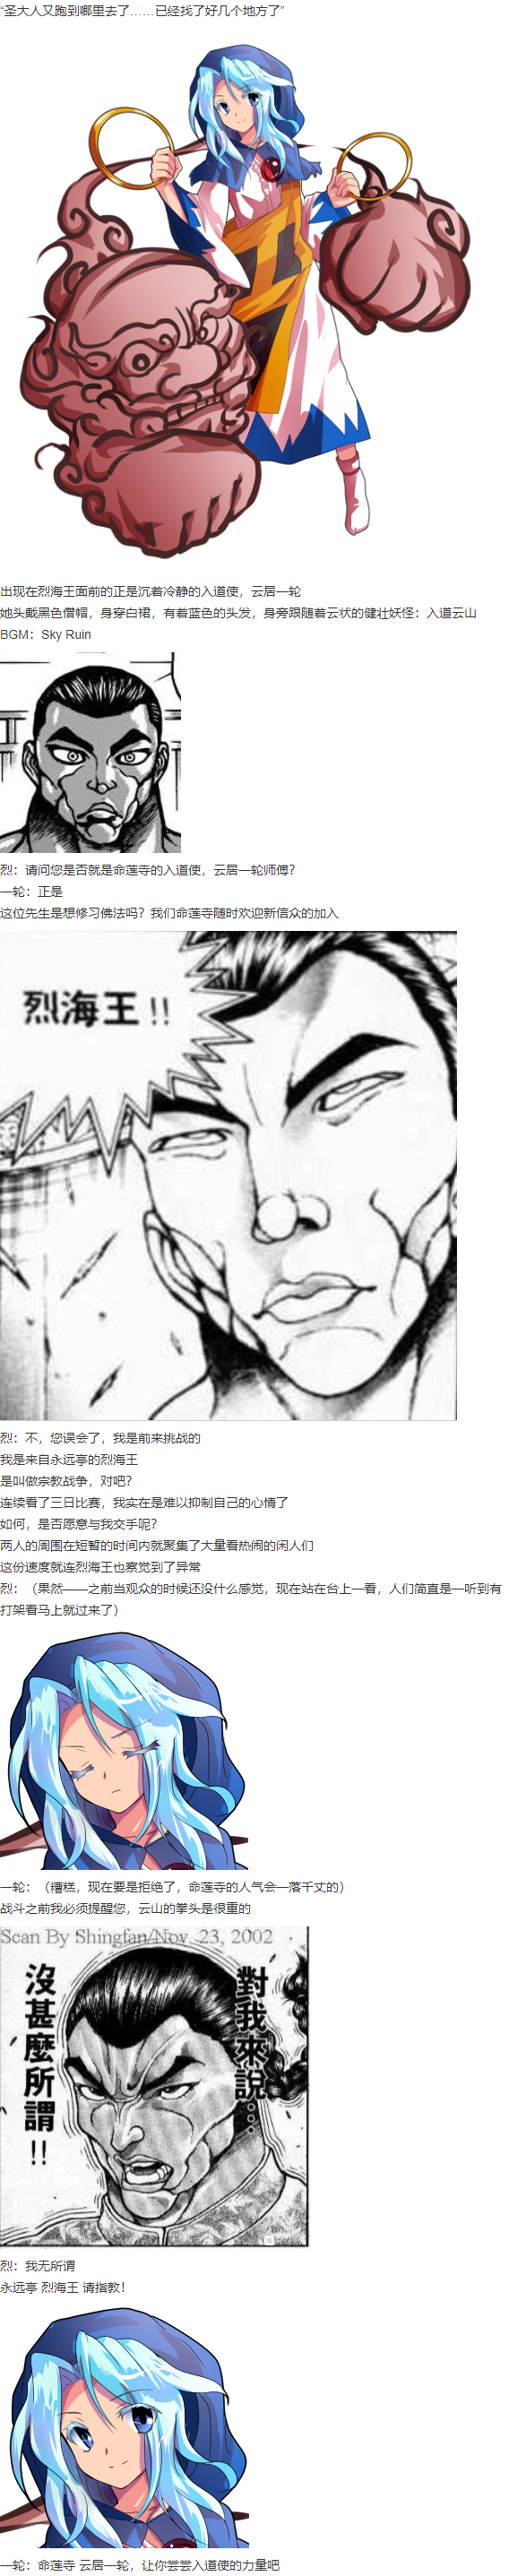 “圣大人又跑到哪里去了……已经找了好几个地方了”
出现在烈海王面前的正是沉着冷静的入道使，云居一轮
她头戴黑色僧帽，身穿白裙，有着蓝色的头发，身旁跟随着云状的健壮妖怪：入道云山
BGM：Sky Ruin
烈：请问您是否就是命莲寺的入道使，云居一轮师傅？
一轮：正是
这位先生是想修习佛法吗？我们命莲寺随时欢迎新信众的加入
烈海王!!
烈：不，您误会了，我是前来挑战的
我是来自永远亭的烈海王
是叫做宗教战争，对吧？
连续看了三日比赛，我实在是难以抑制自己的心情了
如何，是否愿意与我交手呢？
两人的周围在短暂的时间内就聚集了大量看热闹的闲人们
这份速度就连烈海王也察觉到了异常
烈：（果然——之前当观众的时候还没什么感觉，现在站在台上一看，人们简直是一听到有
打架看马上就过来了）
一轮：（糟糕，现在要是拒绝了，命莲寺的人气会一落千丈的）
战斗之前我必须提醒您，云山的拳头是很重的
Scan By Shingfan/Nov 23, 2002
對我來說…
沒甚麼所謂!!
烈：我无所谓
永远亭 烈海王 请指教！
一轮：命莲寺 云居一轮，让你尝尝入道使的力量吧